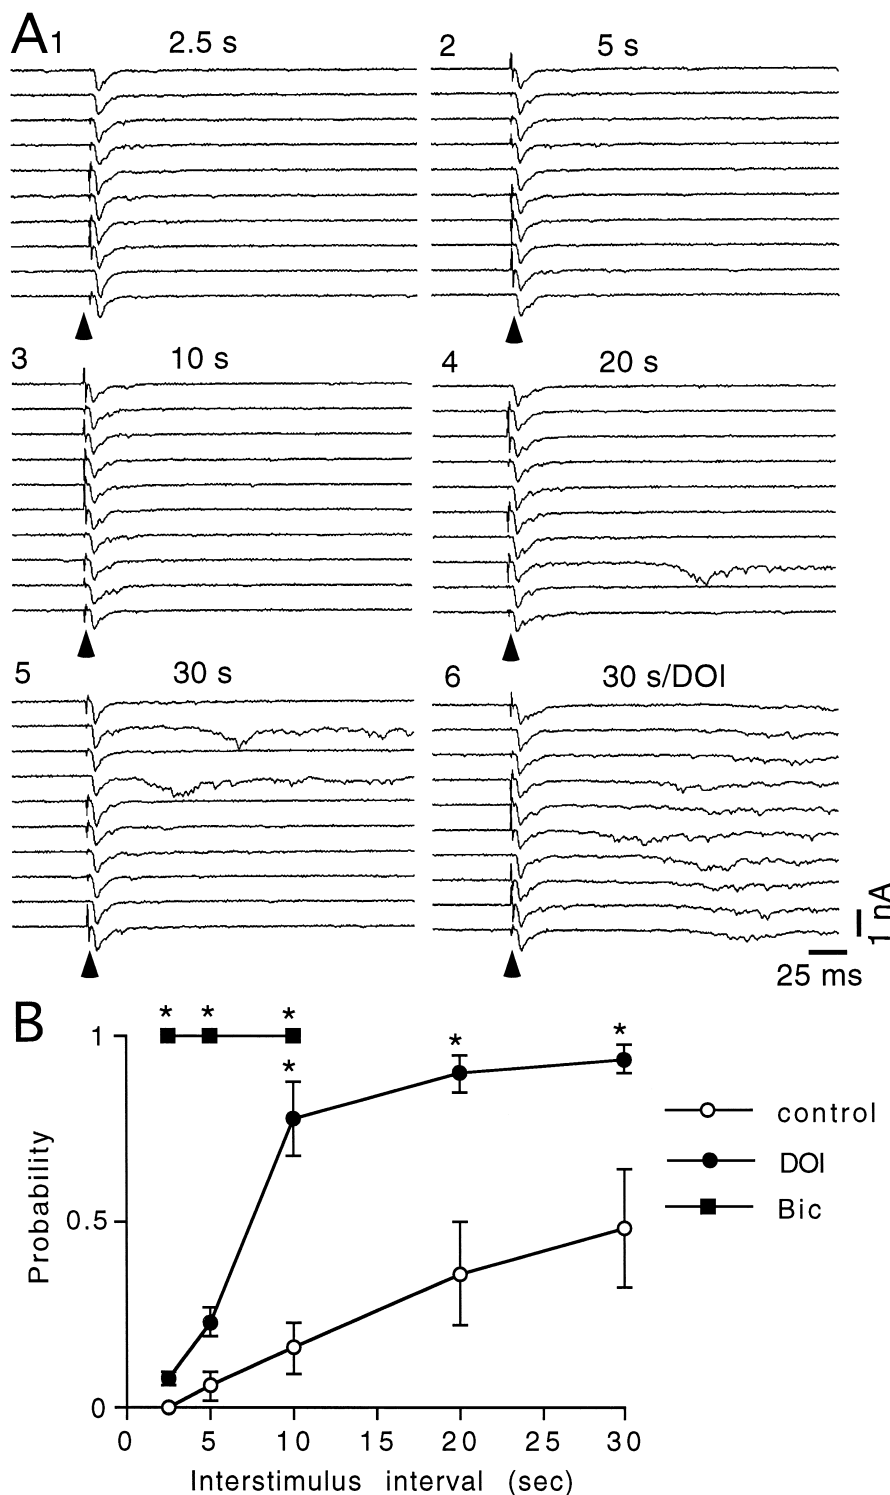 A1 2.5 s
2 5 s
3 10 s
4 20 s
5 30 s
6 30 s/DOI
1 nA
25 ms
B
* * *
* * *
1
0.5
0
Probability
control
DOI
Bic
0 5 10 15 20 25 30
Interstimulus interval (sec)